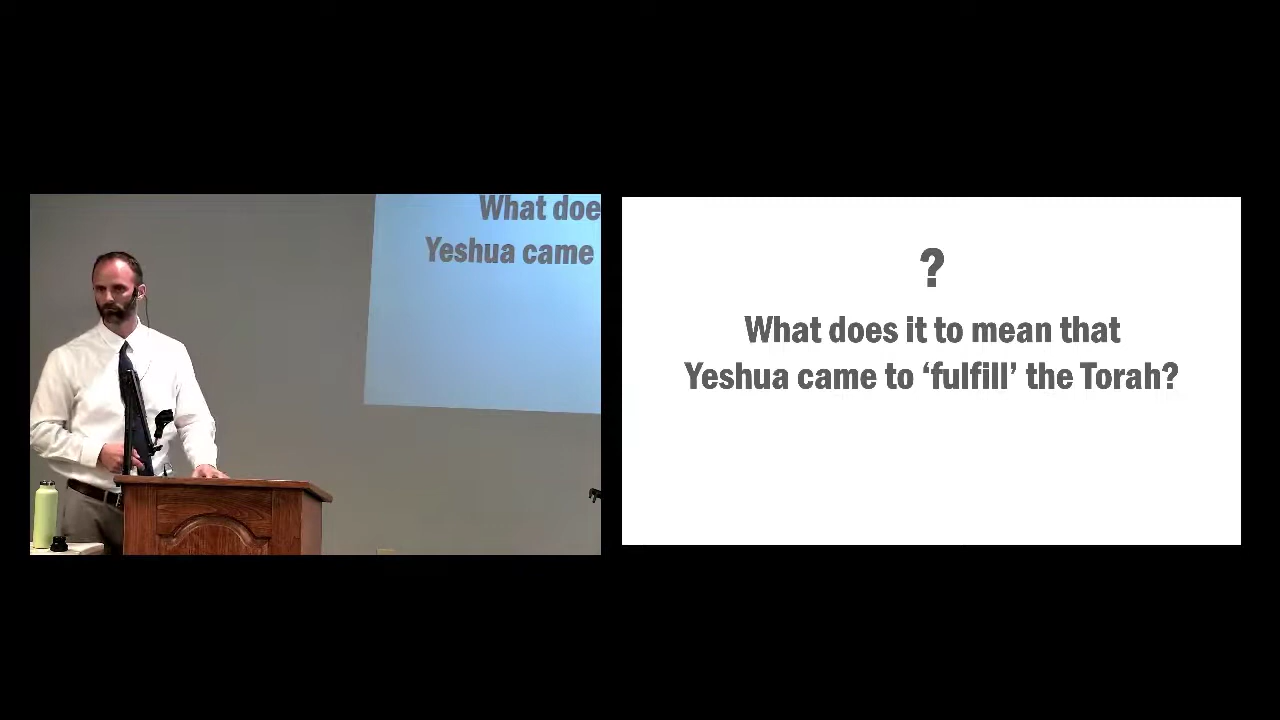 What doe
Yeshua came
?
What does it to mean that
Yeshua came to ‘fulfill’ the Torah?